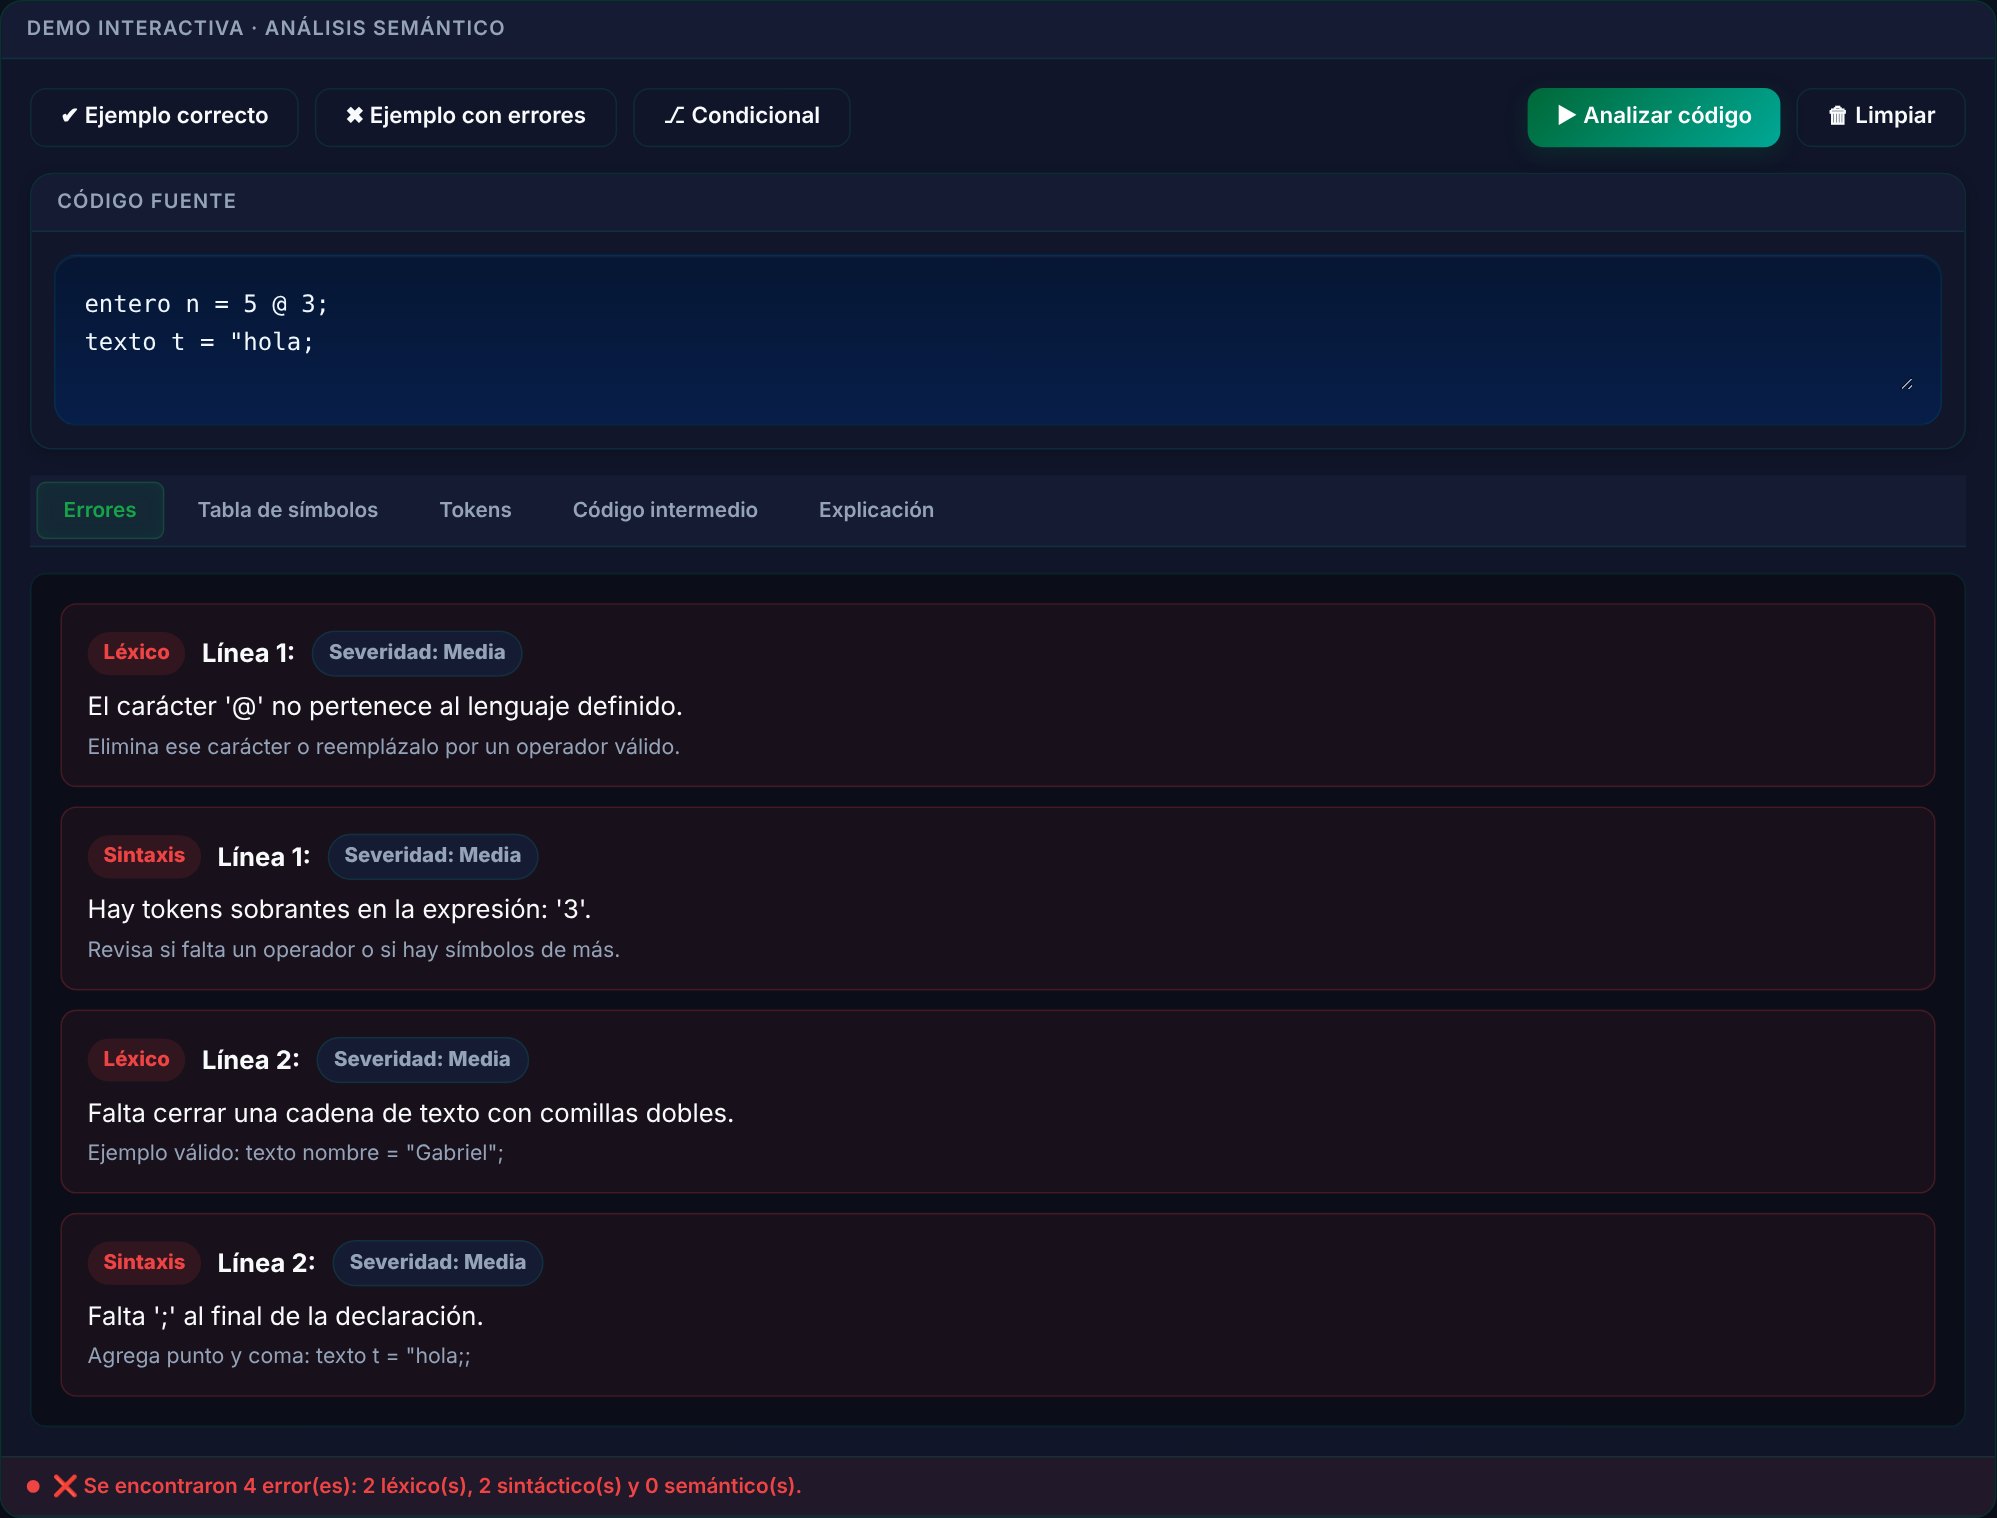 DEMO INTERACTIVA · ANÁLISIS SEMÁNTICO
✔ Ejemplo correcto
✖ Ejemplo con errores
⎇ Condicional
▶ Analizar código
🗑 Limpiar
CÓDIGO FUENTE
entero n = 5 @ 3;
texto t = "hola;
Errores
Tabla de símbolos
Tokens
Código intermedio
Explicación
Léxico Línea 1: Severidad: Media
El carácter '@' no pertenece al lenguaje definido.
Elimina ese carácter o reemplázalo por un operador válido.
Sintaxis Línea 1: Severidad: Media
Hay tokens sobrantes en la expresión: '3'.
Revisa si falta un operador o si hay símbolos de más.
Léxico Línea 2: Severidad: Media
Falta cerrar una cadena de texto con comillas dobles.
Ejemplo válido: texto nombre = "Gabriel";
Sintaxis Línea 2: Severidad: Media
Falta ';' al final de la declaración.
Agrega punto y coma: texto t = "hola;;
❌ Se encontraron 4 error(es): 2 léxico(s), 2 sintáctico(s) y 0 semántico(s).